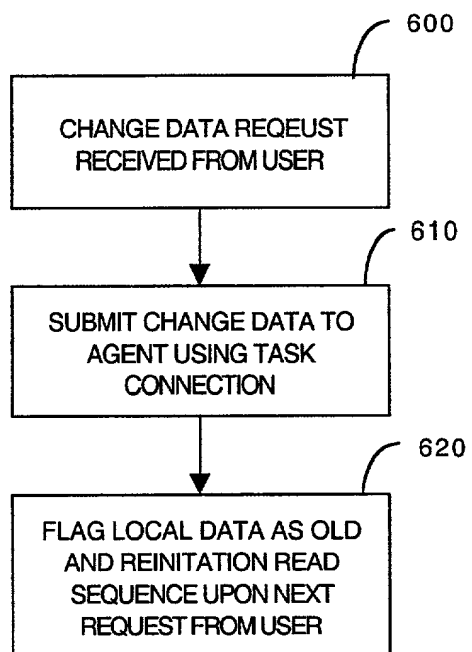 600
CHANGE DATA REQEUST
RECEIVED FROM USER
610
SUBMIT CHANGE DATA TO
AGENT USING TASK
CONNECTION
620
FLAG LOCAL DATA AS OLD
AND REINITATION READ
SEQUENCE UPON NEXT
REQUEST FROM USER